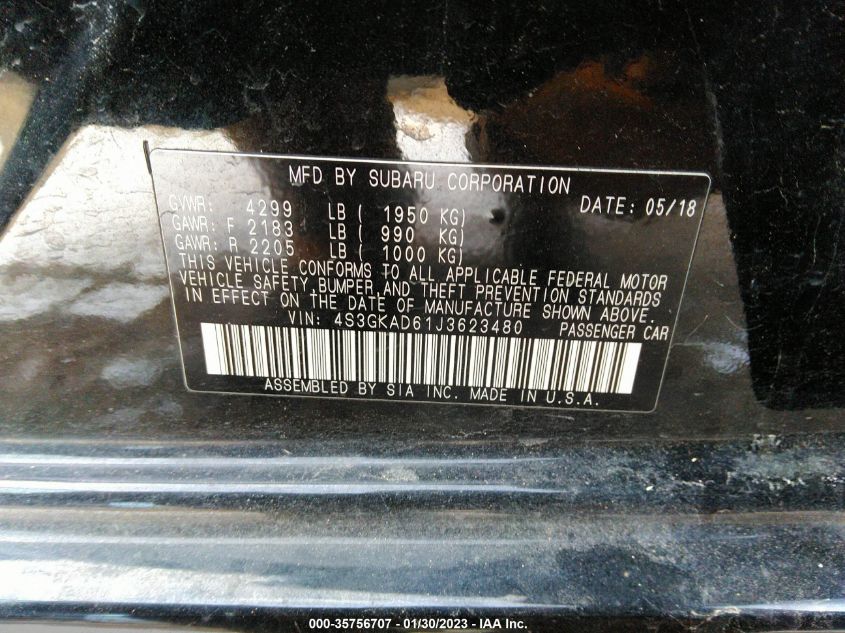 MFD BY SUBARU CORPORATION
GVWR: 4299 LB ( 1950 KG) DATE: 05/18
GAWR: F 2183 LB ( 990 KG)
GAWR: R 2205 LB ( 1000 KG)
THIS VEHICLE CONFORMS TO ALL APPLICABLE FEDERAL MOTOR
VEHICLE SAFETY, BUMPER, AND THEFT PREVENTION STANDARDS
IN EFFECT ON THE DATE OF MANUFACTURE SHOWN ABOVE.
VIN: 4S3GKAD61J3623480 PASSENGER CAR
ASSEMBLED BY SIA INC. MADE IN U.S.A.
000-35756707 - 01/30/2023 - IAA Inc.